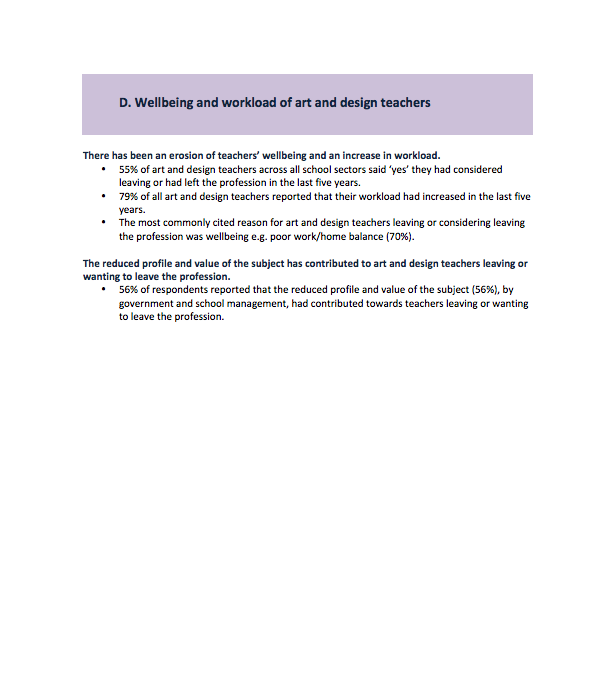 D. Wellbeing and workload of art and design teachers
There has been an erosion of teachers’ wellbeing and an increase in workload.
• 55% of art and design teachers across all school sectors said ‘yes’ they had considered
leaving or had left the profession in the last five years.
• 79% of all art and design teachers reported that their workload had increased in the last five
years.
• The most commonly cited reason for art and design teachers leaving or considering leaving
the profession was wellbeing e.g. poor work/home balance (70%).
The reduced profile and value of the subject has contributed to art and design teachers leaving or
wanting to leave the profession.
• 56% of respondents reported that the reduced profile and value of the subject (56%), by
government and school management, had contributed towards teachers leaving or wanting
to leave the profession.